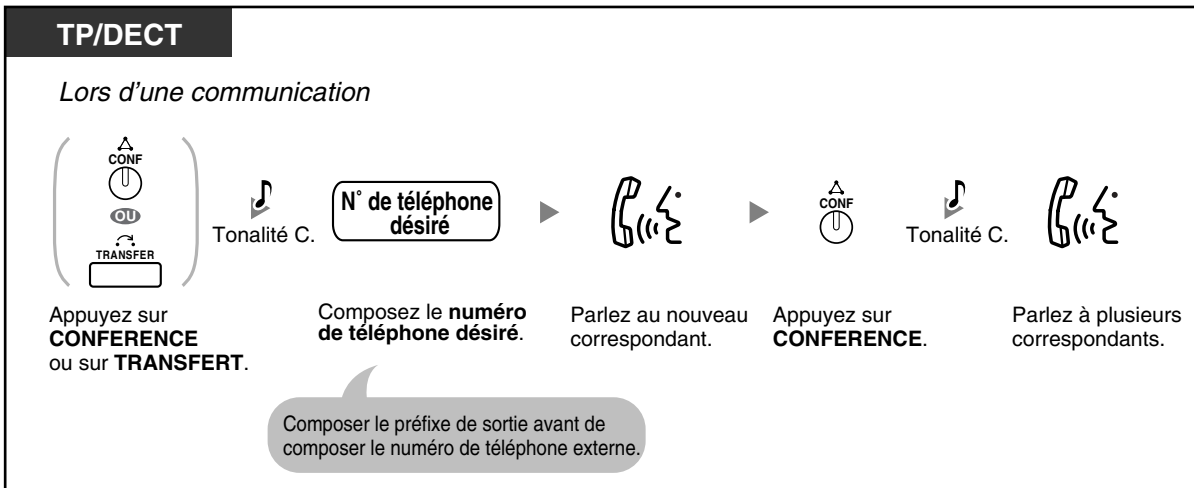 TP/DECT
Lors d'une communication
CONF
OU
TRANSFER
Tonalité C.
N° de téléphone
désiré
CONF
Tonalité C.
Appuyez sur
CONFERENCE
ou sur TRANSFERT.
Composez le numéro
de téléphone désiré.
Parlez au nouveau
correspondant.
Appuyez sur
CONFERENCE.
Parlez à plusieurs
correspondants.
Composer le préfixe de sortie avant de
composer le numéro de téléphone externe.